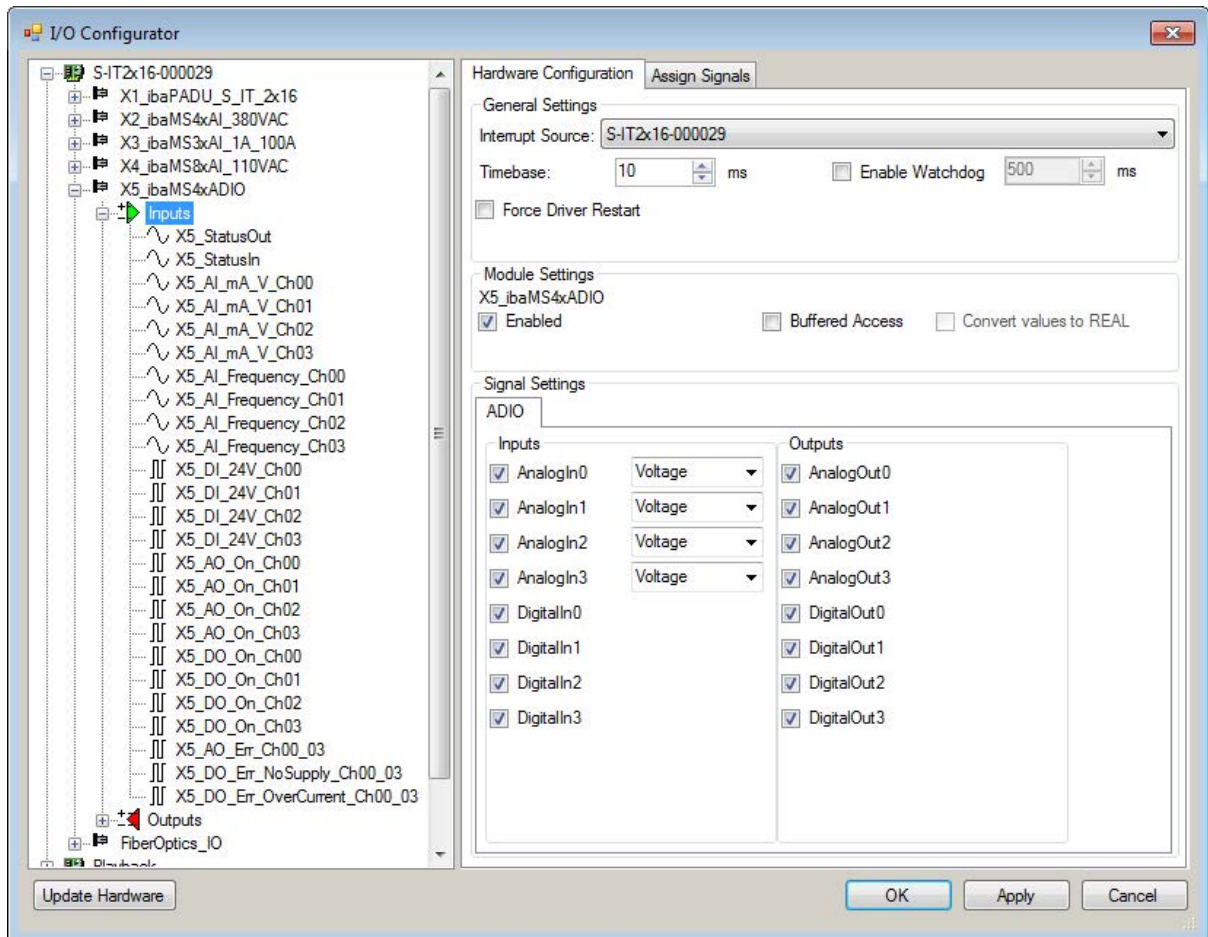 I/O Configurator
S-IT2x16-000029
X1_ibaPADU_S_IT_2x16
X2_ibaMS4xAI_380VAC
X3_ibaMS3xAI_1A_100A
X4_ibaMS8xAI_110VAC
X5_ibaMS4xADIO
Inputs
X5_StatusOut
X5_StatusIn
X5_AI_mA_V_Ch00
X5_AI_mA_V_Ch01
X5_AI_mA_V_Ch02
X5_AI_mA_V_Ch03
X5_AI_Frequency_Ch00
X5_AI_Frequency_Ch01
X5_AI_Frequency_Ch02
X5_AI_Frequency_Ch03
X5_DI_24V_Ch00
X5_DI_24V_Ch01
X5_DI_24V_Ch02
X5_DI_24V_Ch03
X5_AO_On_Ch00
X5_AO_On_Ch01
X5_AO_On_Ch02
X5_AO_On_Ch03
X5_DO_On_Ch00
X5_DO_On_Ch01
X5_DO_On_Ch02
X5_DO_On_Ch03
X5_AO_Err_Ch00_03
X5_DO_Err_NoSupply_Ch00_03
X5_DO_Err_OverCurrent_Ch00_03
Outputs
FiberOptics_IO
Playback
Update Hardware
Hardware Configuration Assign Signals
General Settings
Interrupt Source: S-IT2x16-000029
Timebase: 10 ms Enable Watchdog 500 ms
Force Driver Restart
Module Settings
X5_ibaMS4xADIO
Enabled Buffered Access Convert values to REAL
Signal Settings
ADIO
Inputs Outputs
AnalogIn0 Voltage AnalogOut0
AnalogIn1 Voltage AnalogOut1
AnalogIn2 Voltage AnalogOut2
AnalogIn3 Voltage AnalogOut3
DigitalIn0 DigitalOut0
DigitalIn1 DigitalOut1
DigitalIn2 DigitalOut2
DigitalIn3 DigitalOut3
OK Apply Cancel